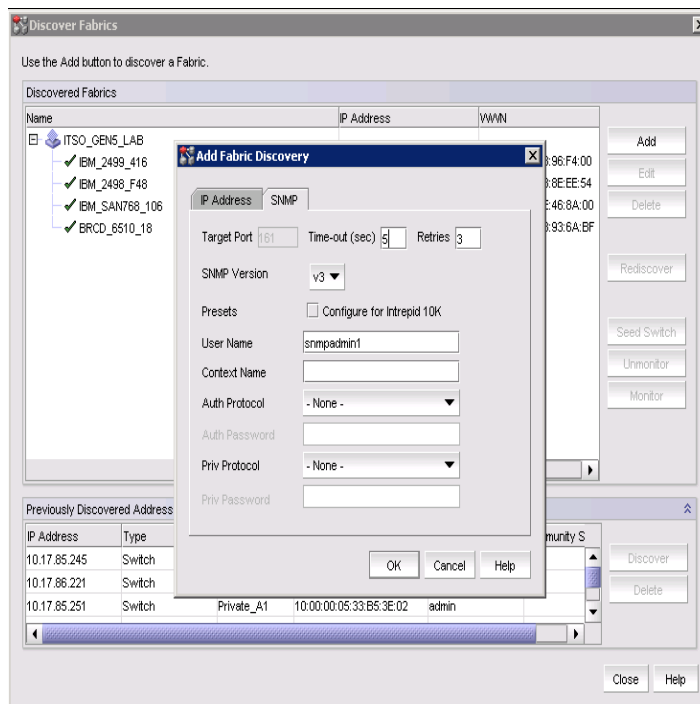 Discover Fabrics
Use the Add button to discover a Fabric.
Discovered Fabrics
Name IP Address WWN
ITSO_GEN5_LAB
IBM_2499_416 3:96:F4:00
IBM_2498_F48 3:8E:EE:54
IBM_SAN768_106 :46:8A:00
BRCD_6510_18 3:93:6A:BF
Add
Edit
Delete
Rediscover
Seed Switch
Unmonitor
Monitor
Add Fabric Discovery
IP Address SNMP
Target Port 161 Time-out (sec) 5 Retries 3
SNMP Version v3
Presets Configure for Intrepid 10K
User Name snmpadmin1
Context Name
Auth Protocol - None -
Auth Password
Priv Protocol - None -
Priv Password
OK Cancel Help
Previously Discovered Address
IP Address Type munity S
10.17.85.245 Switch
10.17.86.221 Switch
10.17.85.251 Switch Private_A1 10:00:00:05:33:B5:3E:02 admin
Discover
Delete
Close Help